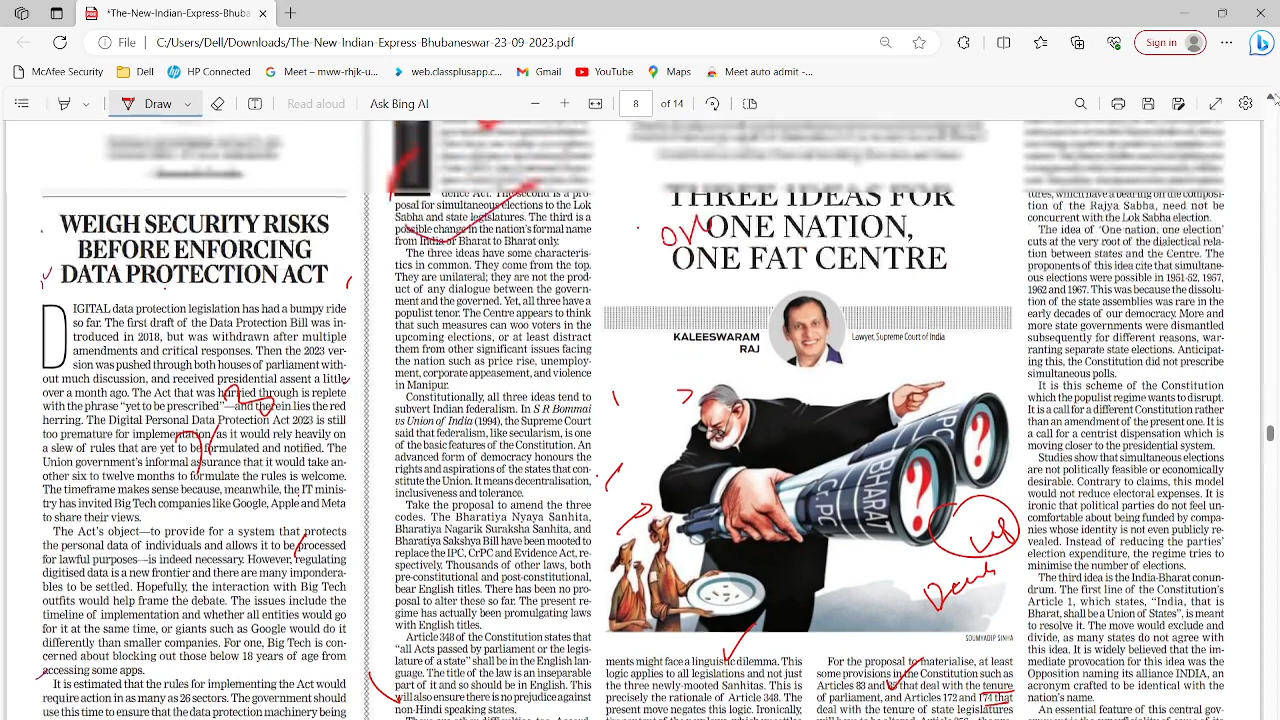 *The-New-Indian-Express-Bhuba
File
C:/Users/Dell/Downloads/The-New-Indian-Express-Bhubaneswar-23-09-2023.pdf
Sign in
McAfee Security
Dell
HP Connected
Meet – mww-rhjk-u...
web.classplusapp.c...
Gmail
YouTube
Maps
Meet auto admit -...
Draw
Read aloud
Ask Bing AI
8
of 14
WEIGH SECURITY RISKS
BEFORE ENFORCING
DATA PROTECTION ACT
DIGITAL data protection legislation has had a bumpy ride
so far. The first draft of the Data Protection Bill was in-
troduced in 2018, but was withdrawn after multiple
amendments and critical responses. Then the 2023 ver-
sion was pushed through both houses of parliament with-
out much discussion, and received presidential assent a little
over a month ago. The Act that was hurried through is replete
with the phrase “yet to be prescribed”—and therein lies the red
herring. The Digital Personal Data Protection Act 2023 is still
too premature for implementation as it would rely heavily on
a slew of rules that are yet to be formulated and notified. The
Union government's informal assurance that it would take an-
other six to twelve months to formulate the rules is welcome.
The timeframe makes sense because, meanwhile, the IT minis-
try has invited Big Tech companies like Google, Apple and Meta
to share their views.
The Act's object—to provide for a system that protects
the personal data of individuals and allows it to be processed
for lawful purposes—is indeed necessary. However, regulating
digitised data is a new frontier and there are many impondera-
bles to be settled. Hopefully, the interaction with Big Tech
outfits would help frame the debate. The issues include the
timeline of implementation and whether all entities would go
for it at the same time, or giants such as Google would do it
differently than smaller companies. For one, Big Tech is con-
cerned about blocking out those below 18 years of age from
accessing some apps.
It is estimated that the rules for implementing the Act would
require action in as many as 26 sectors. The government should
use this time to ensure that the data protection machinery being
dence Act. The second is a pro-
posal for simultaneous elections to the Lok
Sabha and state legislatures. The third is a
possible change in the nation's formal name
from India or Bharat to Bharat only.
The three ideas have some characteris-
tics in common. They come from the top.
They are unilateral; they are not the prod-
uct of any dialogue between the govern-
ment and the governed. Yet, all three have a
populist tenor. The Centre appears to think
that such measures can woo voters in the
upcoming elections, or at least distract
them from other significant issues facing
the nation such as price rise, unemploy-
ment, corporate appeasement, and violence
in Manipur.
Constitutionally, all three ideas tend to
subvert Indian federalism. In S R Bommai
vs Union of India (1994), the Supreme Court
said that federalism, like secularism, is one
of the basic features of the Constitution. An
advanced form of democracy honours the
rights and aspirations of the states that con-
stitute the Union. It means decentralisation,
inclusiveness and tolerance.
Take the proposal to amend the three
codes. The Bharatiya Nyaya Sanhita,
Bharatiya Nagarik Suraksha Sanhita, and
Bharatiya Sakshya Bill have been mooted to
replace the IPC, CrPC and Evidence Act, re-
spectively. Thousands of other laws, both
pre-constitutional and post-constitutional,
bear English titles. There has been no pro-
posal to alter these so far. The present re-
gime has actually been promulgating laws
with English titles.
Article 348 of the Constitution states that
“all Acts passed by parliament or the legis-
lature of a state” shall be in the English lan-
guage. The title of the law is an inseparable
part of it and so should be in English. This
will also ensure there is no prejudice against
non-Hindi speaking states.
THREE IDEAS FOR
ONE NATION,
ONE FAT CENTRE
KALEESWARAM
RAJ
Lawyer, Supreme Court of India
CrPC
BHARAT
?
?
SOUMYADIP SINHA
ments might face a linguistic dilemma. This
logic applies to all legislations and not just
the three newly-mooted Sanhitas. This is
precisely the rationale of Article 348. The
present move negates this logic. Ironically,
For the proposal to materialise, at least
some provisions in the Constitution such as
Articles 83 and that deal with the tenure
of parliament, and Articles 172 and 174 that
deal with the tenure of state legislatures
tures, which have a bearing on the composi-
tion of the Rajya Sabha, need not be
concurrent with the Lok Sabha election.
The idea of ‘One nation, one election’
cuts at the very root of the dialectical rela-
tion between states and the Centre. The
proponents of this idea cite that simultane-
ous elections were possible in 1951-52, 1957,
1962 and 1967. This was because the dissolu-
tion of the state assemblies was rare in the
early decades of our democracy. More and
more state governments were dismantled
subsequently for different reasons, war-
ranting separate state elections. Anticipat-
ing this, the Constitution did not prescribe
simultaneous polls.
It is this scheme of the Constitution
which the populist regime wants to disrupt.
It is a call for a different Constitution rather
than an amendment of the present one. It is
a call for a centrist dispensation which is
moving closer to the presidential system.
Studies show that simultaneous elections
are not politically feasible or economically
desirable. Contrary to claims, this model
would not reduce electoral expenses. It is
ironic that political parties do not feel un-
comfortable about being funded by compa-
nies whose identity is not even publicly re-
vealed. Instead of reducing the parties'
election expenditure, the regime tries to
minimise the number of elections.
The third idea is the India-Bharat conun-
drum. The first line of the Constitution's
Article 1, which states, “India, that is
Bharat, shall be a Union of States”, is meant
to resolve it. The move would exclude and
divide, as many states do not agree with
this idea. It is widely believed that the im-
mediate provocation for this idea was the
Opposition naming its alliance INDIA, an
acronym crafted to be identical with the
nation's name.
An essential feature of gov-